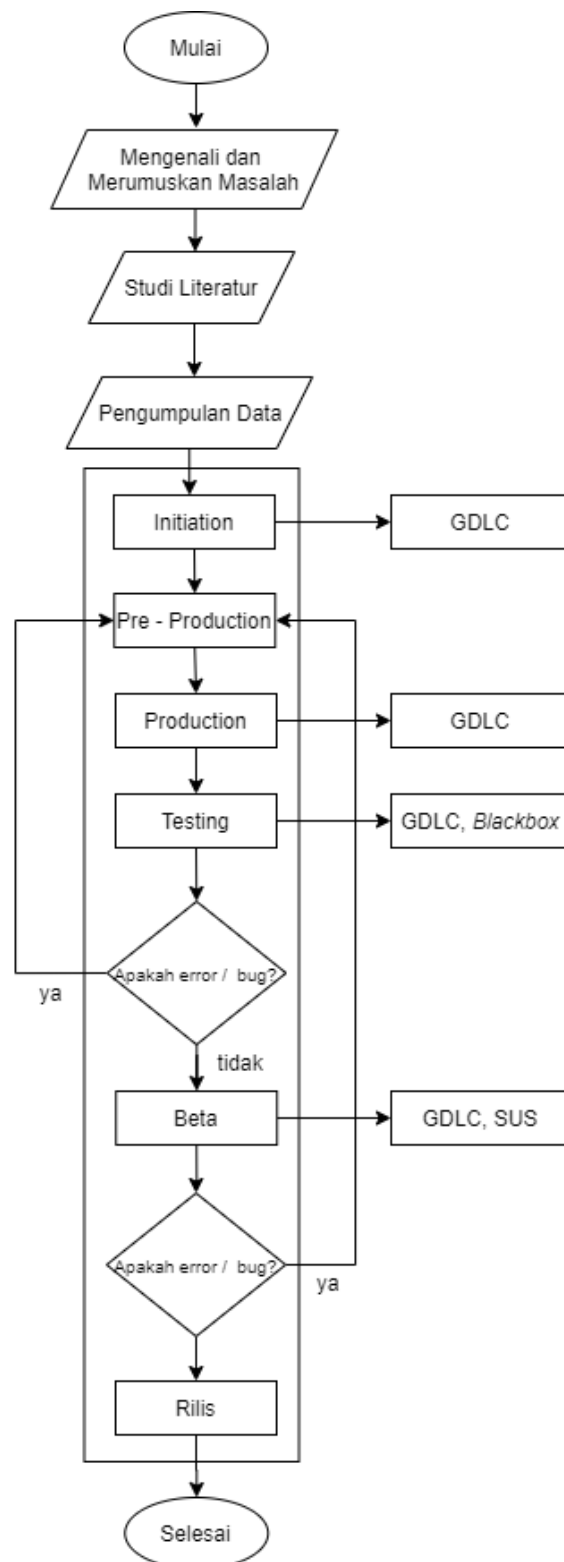 Mulai
Mengenali dan
Merumuskan Masalah
Studi Literatur
Pengumpulan Data
Initiation
GDLC
Pre - Production
Production
GDLC
Testing
GDLC, Blackbox
Apakah error / bug?
ya
tidak
Beta
GDLC, SUS
Apakah error / bug?
ya
Rilis
Selesai